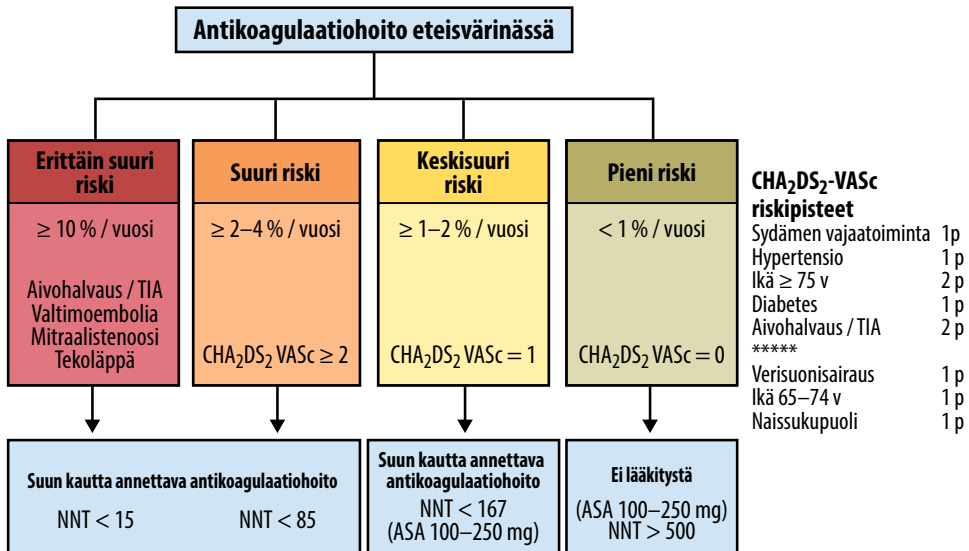 Antikoagulaatiohoito eteisvärinässä
Erittäin suuri
riski
≥ 10 % / vuosi
Aivohalvaus / TIA
Valtimoembolia
Mitraalistenoosi
Tekoläppä
Suuri riski
≥ 2–4 % / vuosi
CHA₂DS₂ VASc ≥ 2
Keskisuuri
riski
≥ 1–2 % / vuosi
CHA₂DS₂ VASc = 1
Pieni riski
< 1 % / vuosi
CHA₂DS₂ VASc = 0
Suun kautta annettava antikoagulaatiohoito
NNT < 15 NNT < 85
Suun kautta annettava
antikoagulaatiohoito
NNT < 167
(ASA 100–250 mg)
Ei lääkitystä
(ASA 100–250 mg)
NNT > 500
CHA₂DS₂-VASc
riskipisteet
Sydämen vajaatoiminta 1p
Hypertensio 1 p
Ikä ≥ 75 v 2 p
Diabetes 1 p
Aivohalvaus / TIA 2 p
*****
Verisuonisairaus 1 p
Ikä 65–74 v 1 p
Naissukupuoli 1 p